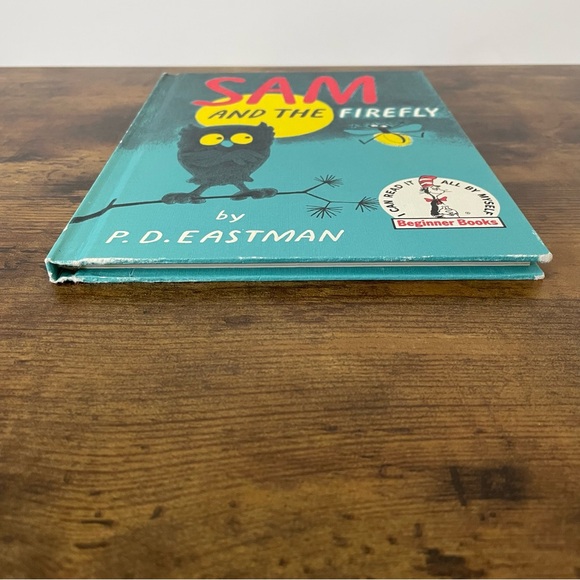 SAM
AND THE FIREFLY
by
P. D. EASTMAN
I CAN READ IT ALL BY MYSELF
Beginner Books